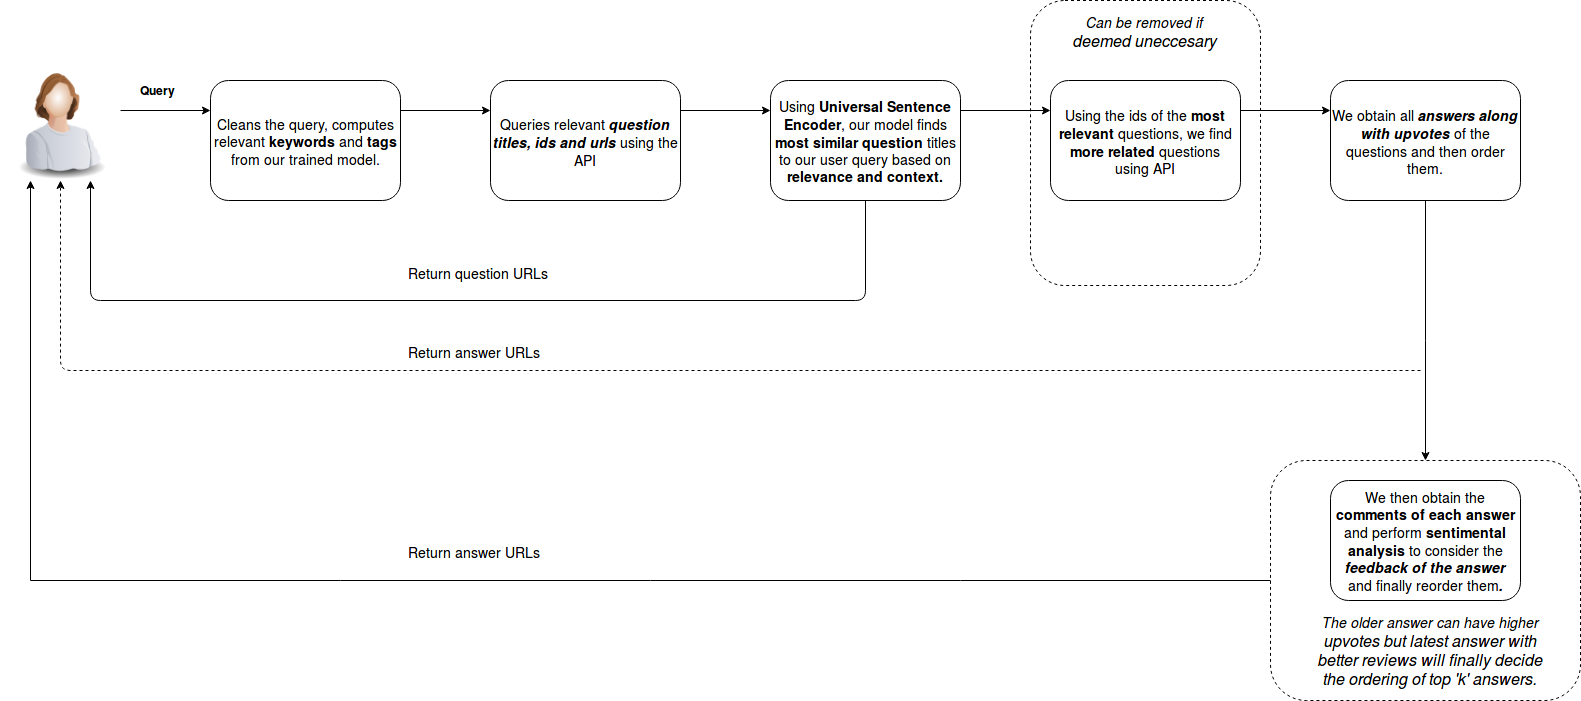 Can be removed if
deemed uneccesary
Query
Cleans the query, computes
relevant keywords and tags
from our trained model.
Queries relevant question
titles, ids and urls using the
API
Using Universal Sentence
Encoder, our model finds
most similar question titles
to our user query based on
relevance and context.
Using the ids of the most
relevant questions, we find
more related questions
using API
We obtain all answers along
with upvotes of the
questions and then order
them.
Return question URLs
Return answer URLs
We then obtain the
comments of each answer
and perform sentimental
analysis to consider the
feedback of the answer
and finally reorder them.
Return answer URLs
The older answer can have higher
upvotes but latest answer with
better reviews will finally decide
the ordering of top 'k' answers.